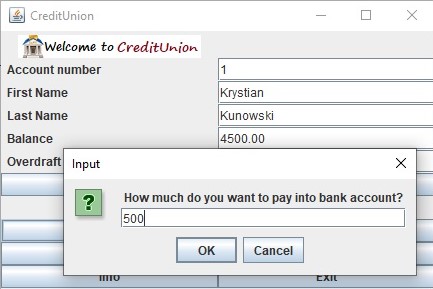 CreditUnion
Welcome to CreditUnion
Account number 1
First Name Krystian
Last Name Kunowski
Balance 4500.00
Overdraft
Input
How much do you want to pay into bank account?
500
OK Cancel
Info Exit